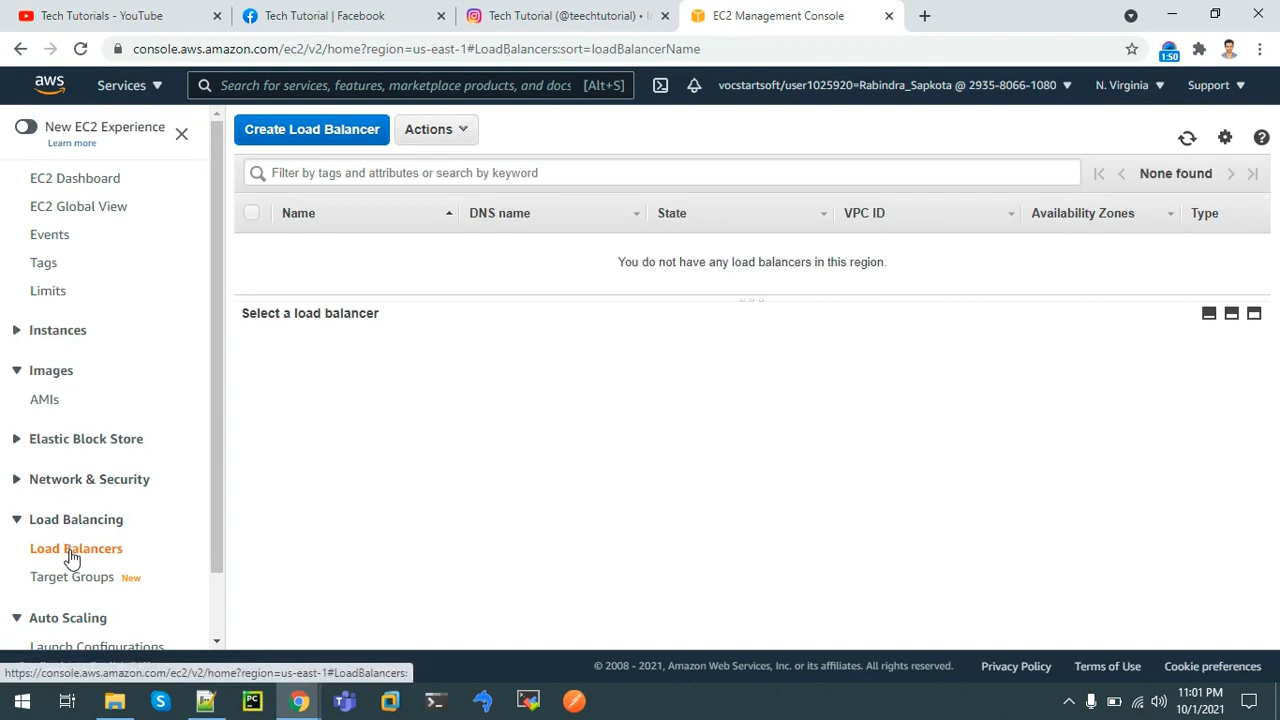 Tech Tutorials - YouTube
Tech Tutorial | Facebook
Tech Tutorial (@teechtutorial) • I
EC2 Management Console
console.aws.amazon.com/ec2/v2/home?region=us-east-1#LoadBalancers:sort=loadBalancerName
1:50
aws
Services
Search for services, features, marketplace products, and docs [Alt+S]
vocstartsoft/user1025920=Rabindra_Sapkota @ 2935-8066-1080
N. Virginia
Support
New EC2 Experience
Learn more
EC2 Dashboard
EC2 Global View
Events
Tags
Limits
Instances
Images
AMIs
Elastic Block Store
Network & Security
Load Balancing
Load Balancers
Target Groups New
Auto Scaling
Launch Configurations
Create Load Balancer
Actions
Filter by tags and attributes or search by keyword
None found
Name
DNS name
State
VPC ID
Availability Zones
Type
You do not have any load balancers in this region.
Select a load balancer
https://console.aws.amazon.com/ec2/v2/home?region=us-east-1#LoadBalancers:
© 2008 - 2021, Amazon Web Services, Inc. or its affiliates. All rights reserved.
Privacy Policy
Terms of Use
Cookie preferences
PC
11:01 PM
10/1/2021